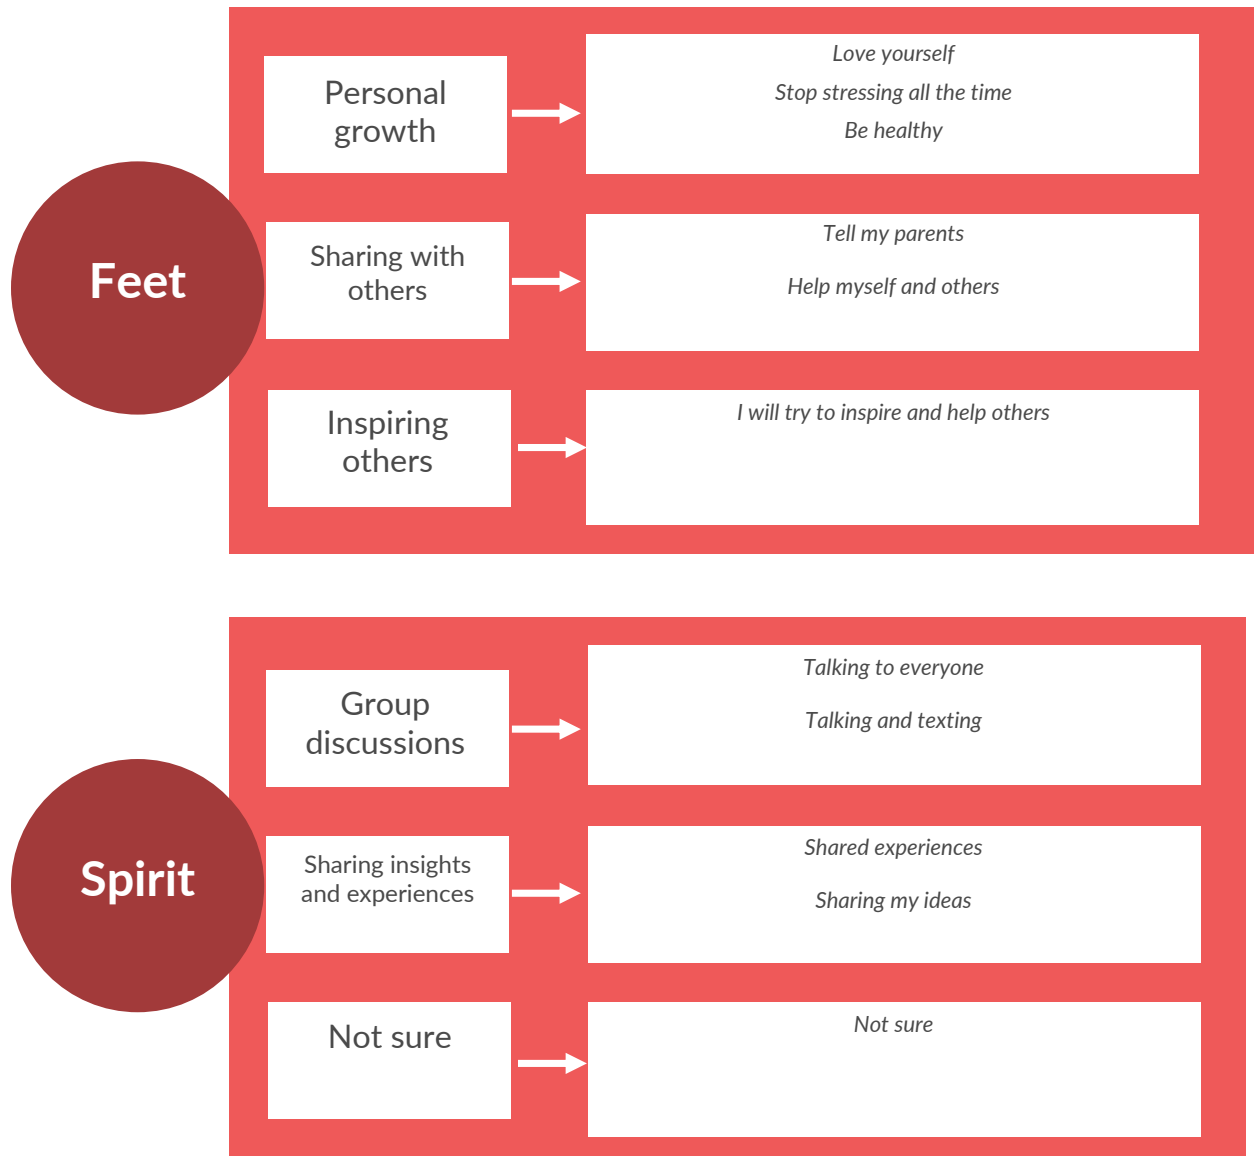 Feet
Personal
growth
Love yourself
Stop stressing all the time
Be healthy
Sharing with
others
Tell my parents
Help myself and others
Inspiring
others
I will try to inspire and help others
Spirit
Group
discussions
Talking to everyone
Talking and texting
Sharing insights
and experiences
Shared experiences
Sharing my ideas
Not sure
Not sure